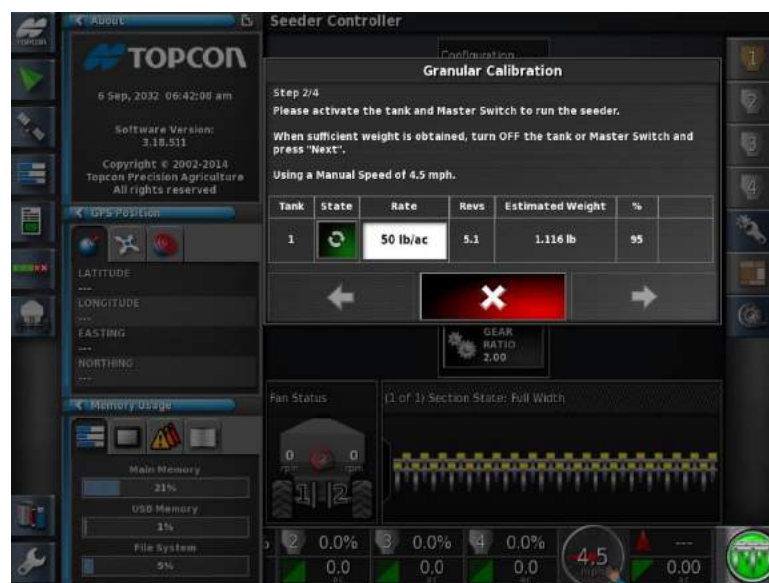 TOPCON
About
Seeder Controller
Configuration
TOPCON
6 Sep, 2032 06:42:08 am
Software Version:
3.18.511
Copyright © 2002-2014
Topcon Precision Agriculture
All rights reserved
Granular Calibration
Step 2/4
Please activate the tank and Master Switch to run the seeder.
When sufficient weight is obtained, turn OFF the tank or Master Switch and
press "Next".
Using a Manual Speed of 4.5 mph.
Tank State Rate Revs Estimated Weight %
1 50 lb/ac 5.1 1.116 lb 95
GPS Position
LATITUDE
---
LONGITUDE
---
EASTING
---
NORTHING
---
GEAR
RATIO
2.00
Memory Usage
Main Memory
21%
USB Memory
1%
File System
5%
Fan Status
0 0
rpm rpm
1 2
(1 of 1) Section State: Full Width
1
2
3
4
2 0.0% 3 0.0% 4 0.0% ---
0.0 0.0 0.0 4.5 0.00
mph